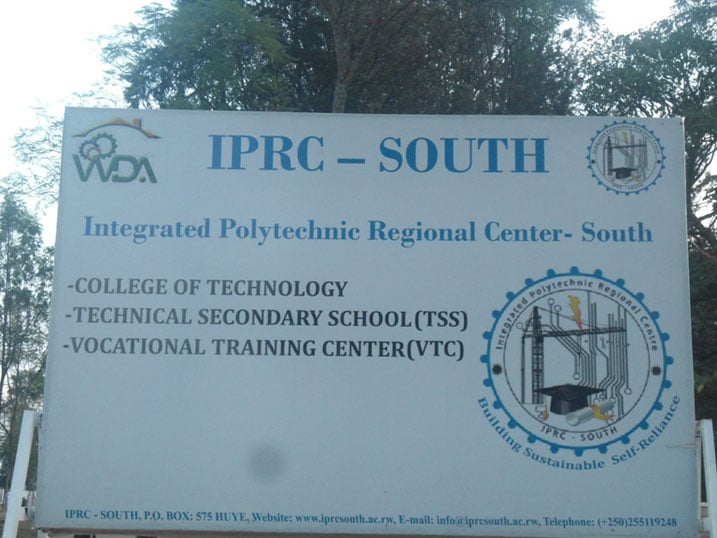 WDA
IPRC – SOUTH
Integrated Polytechnic Regional Center- South
-COLLEGE OF TECHNOLOGY
-TECHNICAL SECONDARY SCHOOL(TSS)
-VOCATIONAL TRAINING CENTER(VTC)
Integrated Polytechnic Regional Centre
IPRC - SOUTH
Building Sustainable Self-Reliance
IPRC - SOUTH, P.O. BOX: 575 HUYE, Website: www.iprcsouth.ac.rw, E-mail: info@iprcsouth.ac.rw, Telephone: (+250)255119248